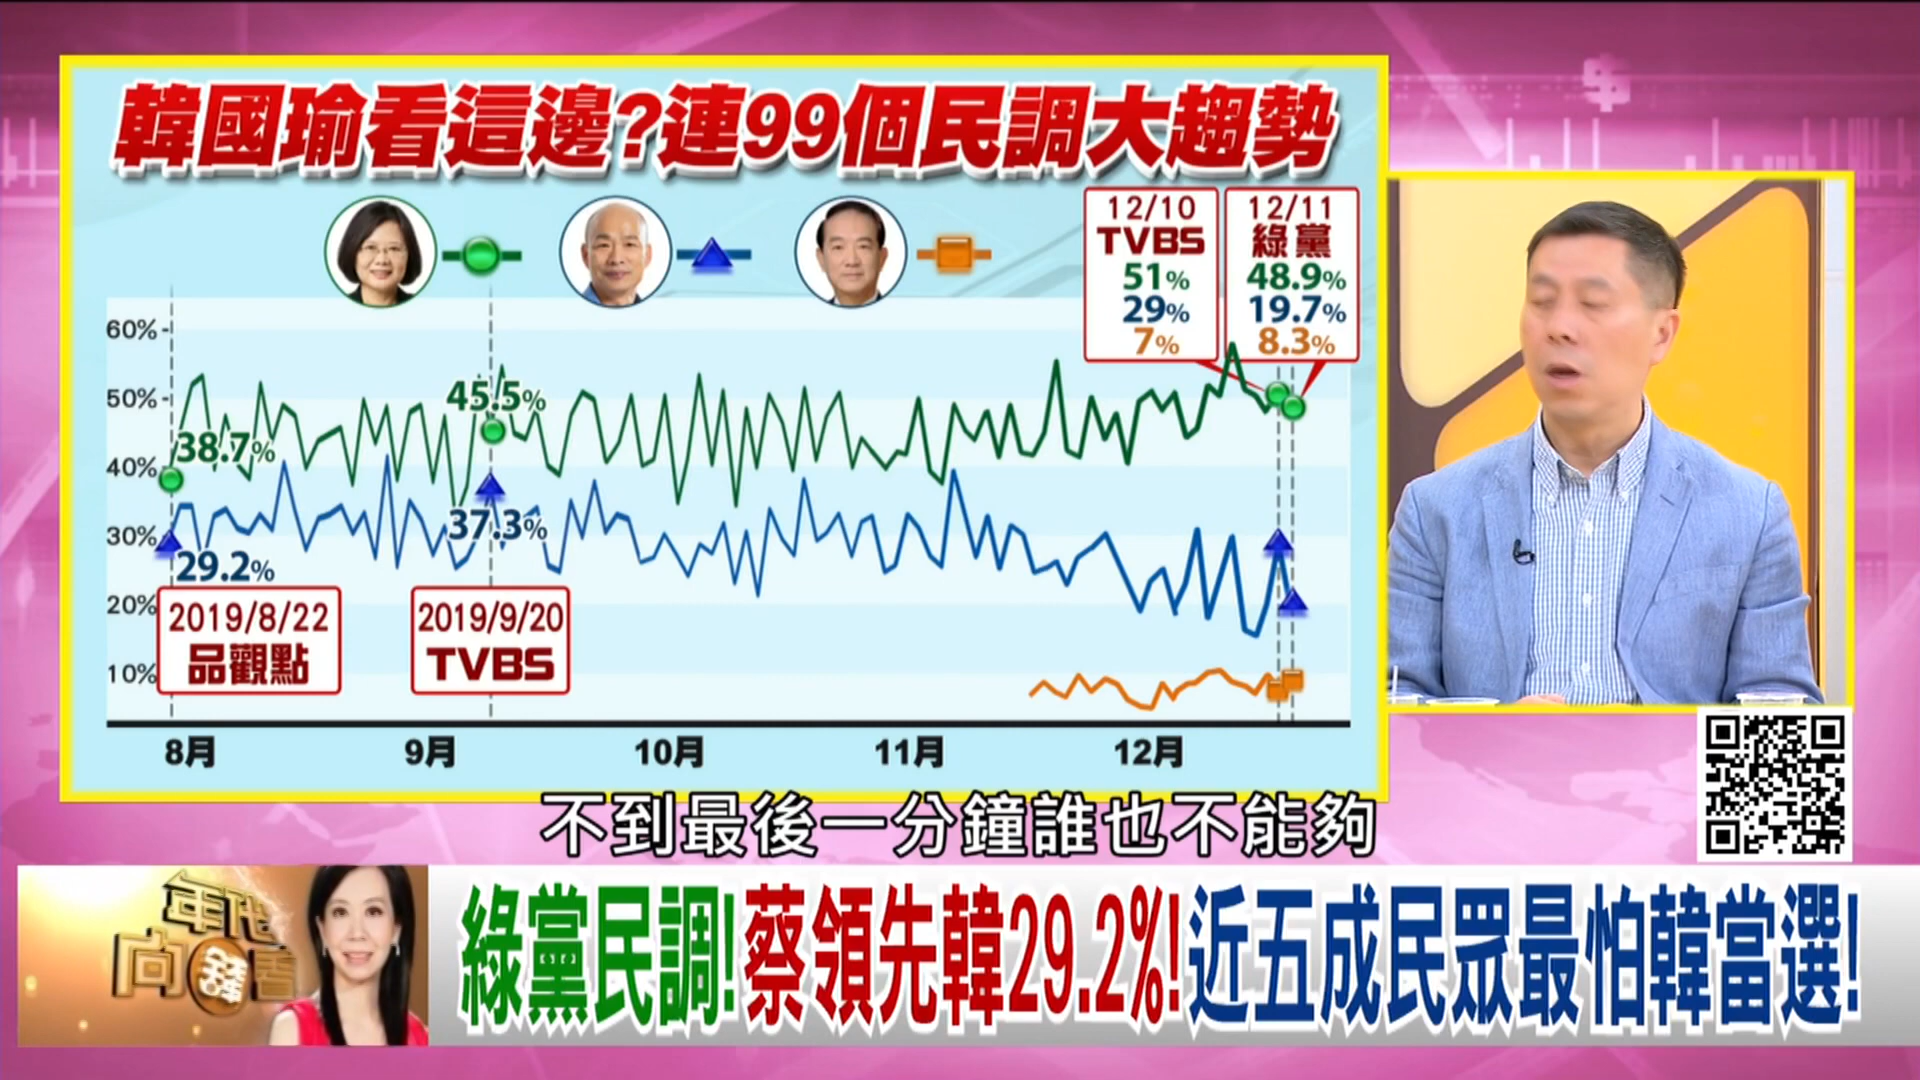 韓國瑜看這邊?連99個民調大趨勢
12/10
TVBS
51%
29%
7%
12/11
綠黨
48.9%
19.7%
8.3%
60%
50%
40%
30%
20%
10%
38.7%
29.2%
45.5%
37.3%
2019/8/22
品觀點
2019/9/20
TVBS
8月
9月
10月
11月
12月
不到最後一分鐘誰也不能夠
年代
向錢看
綠黨民調!蔡領先韓29.2%!近五成民眾最怕韓當選!